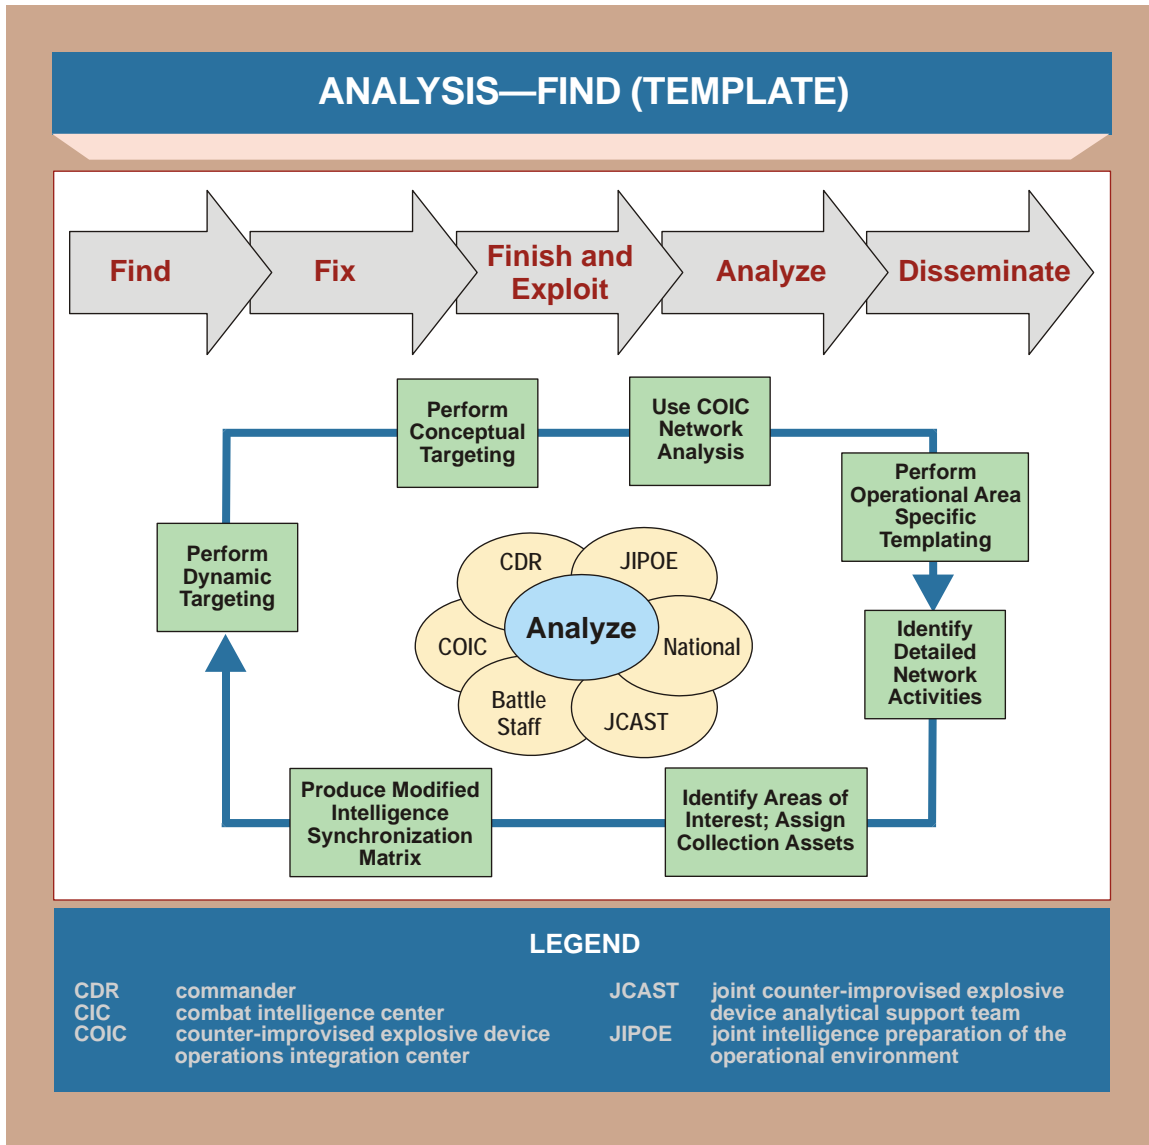 ANALYSIS—FIND (TEMPLATE)
Find
Fix
Finish and
Exploit
Analyze
Disseminate
Perform
Conceptual
Targeting
Use COIC
Network
Analysis
Perform
Operational Area
Specific
Templating
Perform
Dynamic
Targeting
CDR
JIPOE
Analyze
COIC
National
Battle
Staff
JCAST
Identify
Detailed
Network
Activities
Produce Modified
Intelligence
Synchronization
Matrix
Identify Areas of
Interest; Assign
Collection Assets
LEGEND
CDR commander
CIC combat intelligence center
COIC counter-improvised explosive device
operations integration center
JCAST joint counter-improvised explosive
device analytical support team
JIPOE joint intelligence preparation of the
operational environment